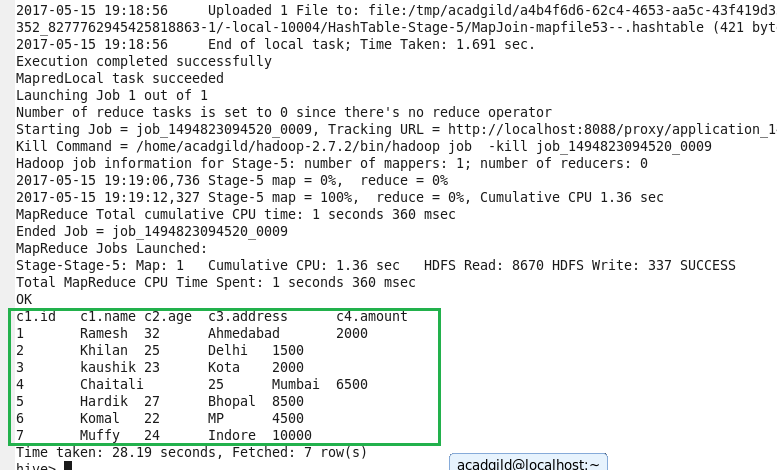 2017-05-15 19:18:56     Uploaded 1 File to: file:/tmp/acadgild/a4b4f6d6-62c4-4653-aa5c-43f419d3
352_8277762945425818863-1/-local-10004/HashTable-Stage-5/MapJoin-mapfile53--.hashtable (421 byt
2017-05-15 19:18:56     End of local task; Time Taken: 1.691 sec.
Execution completed successfully
MapredLocal task succeeded
Launching Job 1 out of 1
Number of reduce tasks is set to 0 since there's no reduce operator
Starting Job = job_1494823094520_0009, Tracking URL = http://localhost:8088/proxy/application_1
Kill Command = /home/acadgild/hadoop-2.7.2/bin/hadoop job  -kill job_1494823094520_0009
Hadoop job information for Stage-5: number of mappers: 1; number of reducers: 0
2017-05-15 19:19:06,736 Stage-5 map = 0%,  reduce = 0%
2017-05-15 19:19:12,327 Stage-5 map = 100%,  reduce = 0%, Cumulative CPU 1.36 sec
MapReduce Total cumulative CPU time: 1 seconds 360 msec
Ended Job = job_1494823094520_0009
MapReduce Jobs Launched:
Stage-Stage-5: Map: 1   Cumulative CPU: 1.36 sec   HDFS Read: 8670 HDFS Write: 337 SUCCESS
Total MapReduce CPU Time Spent: 1 seconds 360 msec
OK
c1.id   c1.name c2.age  c3.address      c4.amount
1       Ramesh  32      Ahmedabad       2000
2       Khilan  25      Delhi   1500
3       kaushik 23      Kota    2000
4       Chaitali        25      Mumbai  6500
5       Hardik  27      Bhopal  8500
6       Komal   22      MP      4500
7       Muffy   24      Indore  10000
Time taken: 28.19 seconds, Fetched: 7 row(s)
hive>
acadgild@localhost:~